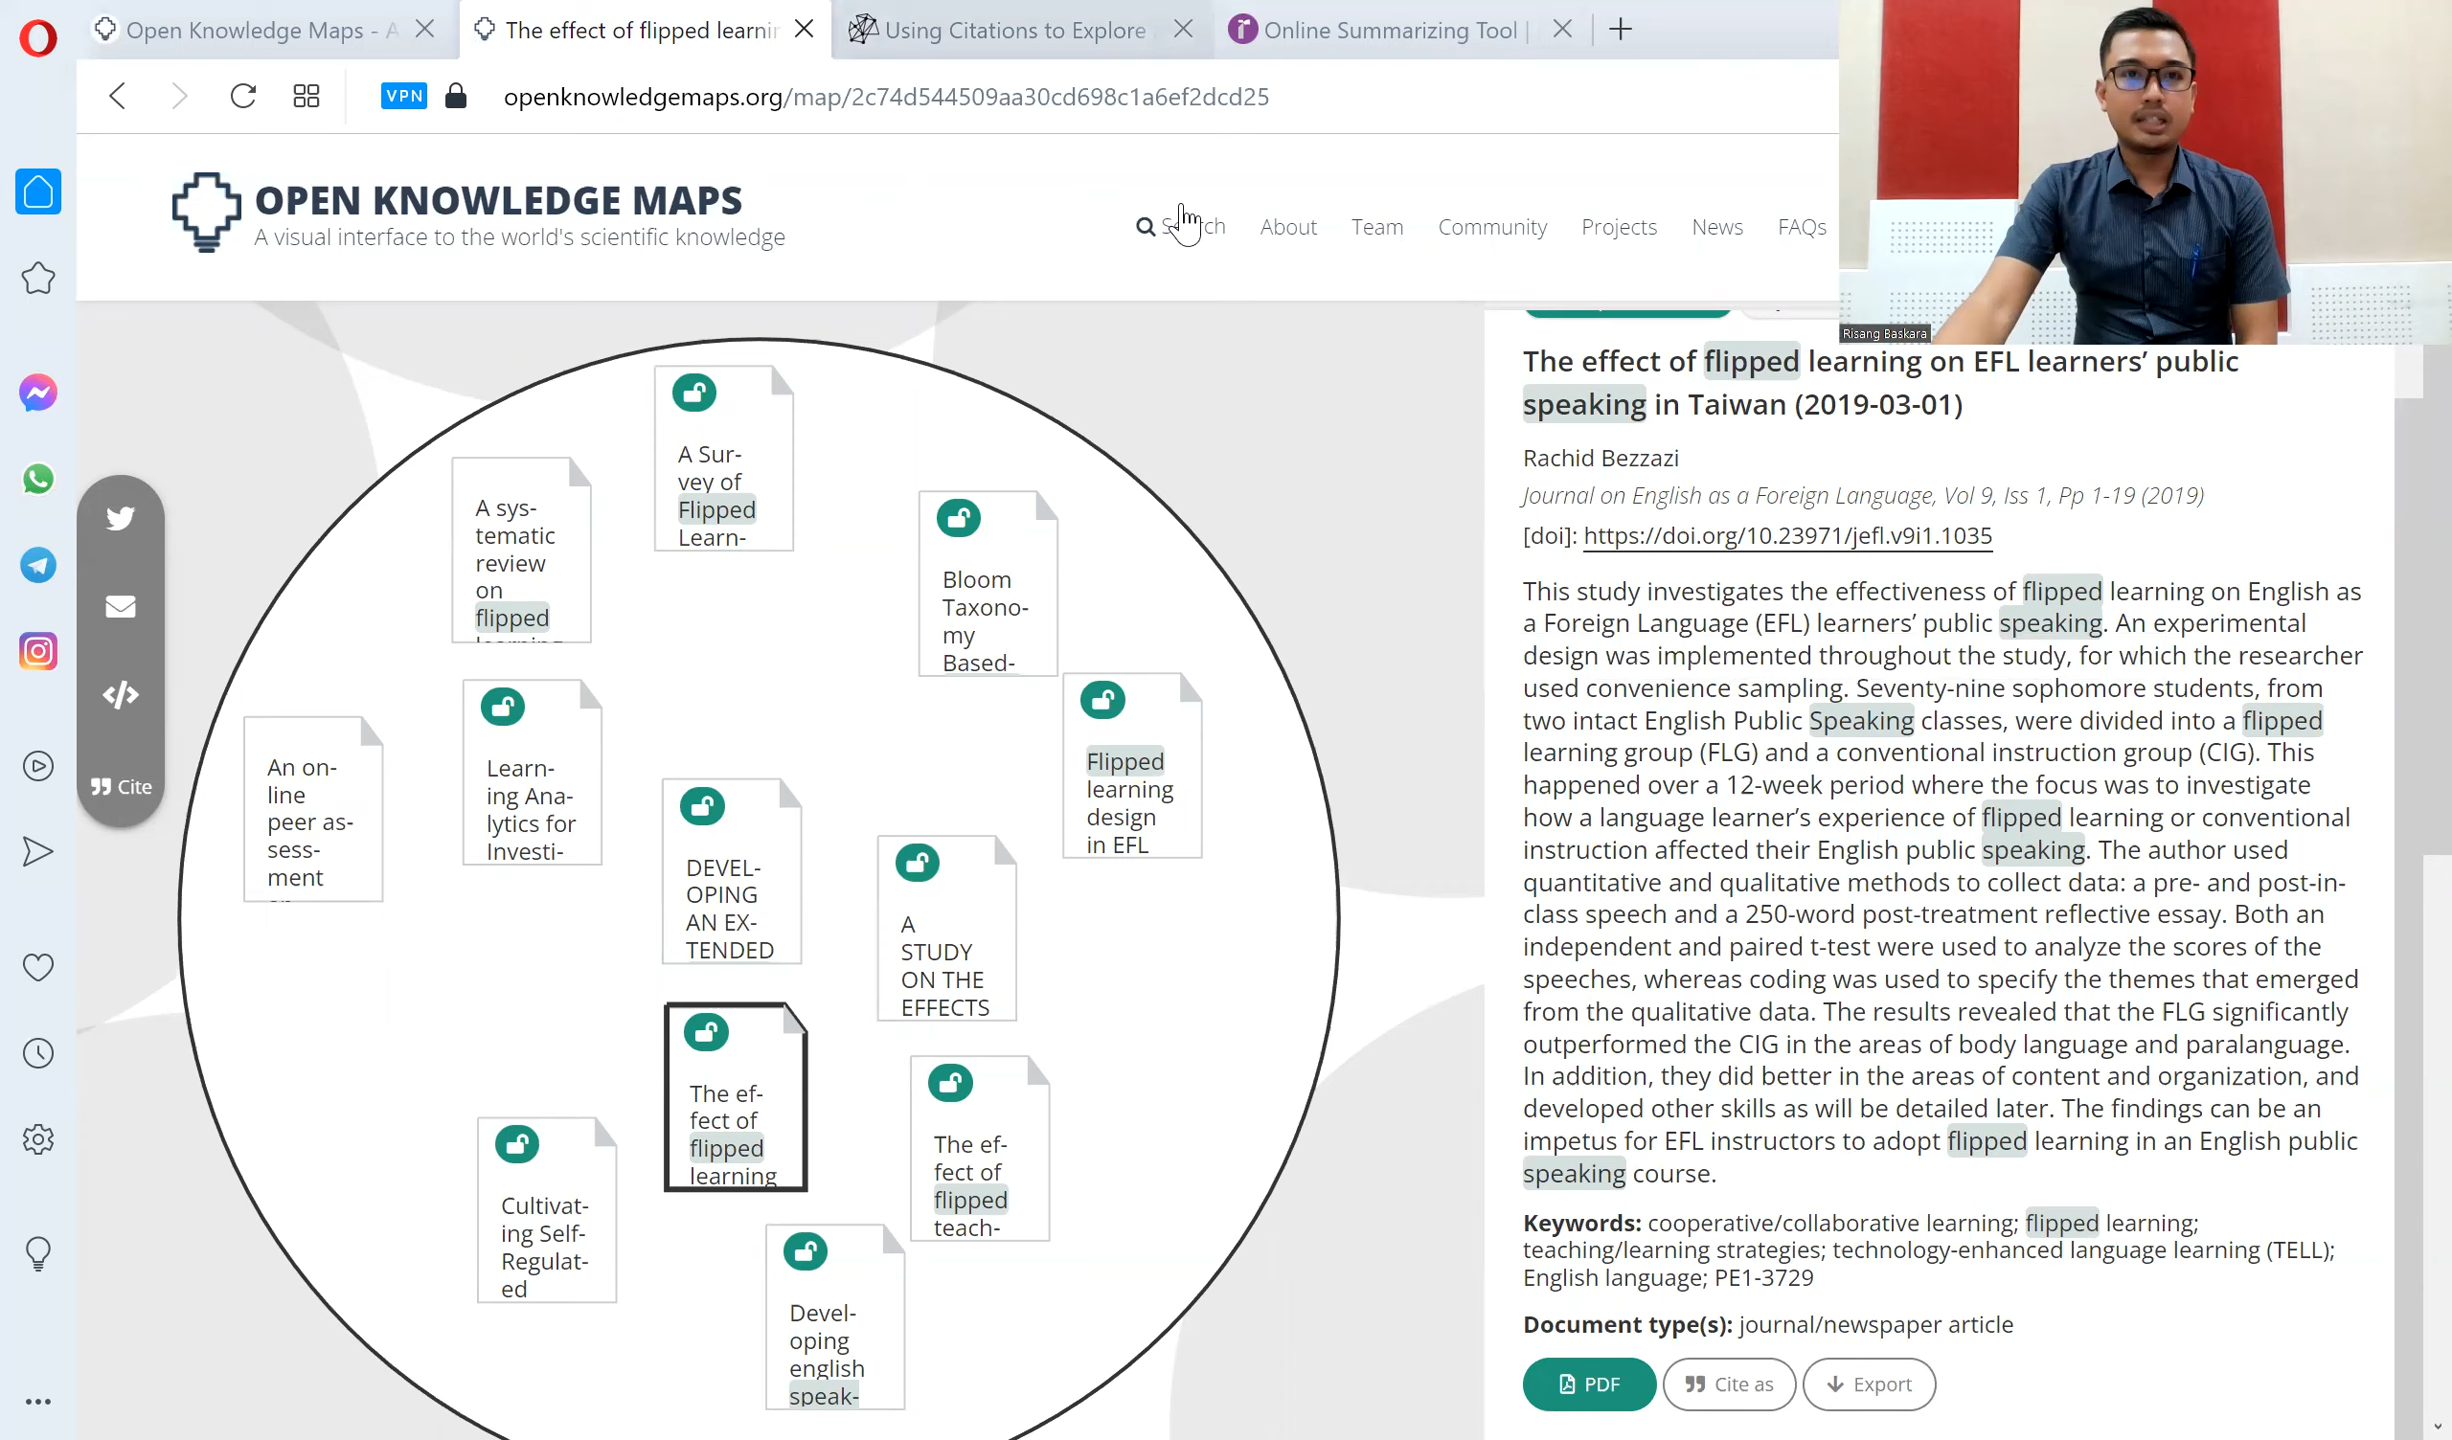 Open Knowledge Maps - A
The effect of flipped learnin
Using Citations to Explore
Online Summarizing Tool |
VPN
openknowledgemaps.org/map/2c74d544509aa30cd698c1a6ef2dcd25
OPEN KNOWLEDGE MAPS
A visual interface to the world's scientific knowledge
Search
About
Team
Community
Projects
News
FAQs
Risang Baskara
Cite
A Sur-
vey of
Flipped
Learn-
A sys-
tematic
review
on
flipped
learning
Bloom
Taxono-
my
Based-
Flipped
learning
design
in EFL
An on-
line
peer as-
sess-
ment
Learn-
ing Ana-
lytics for
Investi-
DEVEL-
OPING
AN EX-
TENDED
A
STUDY
ON THE
EFFECTS
The ef-
fect of
flipped
learning
The ef-
fect of
flipped
teach-
Cultivat-
ing Self-
Regulat-
ed
Devel-
oping
english
speak-
The effect of flipped learning on EFL learners’ public
speaking in Taiwan (2019-03-01)
Rachid Bezzazi
Journal on English as a Foreign Language, Vol 9, Iss 1, Pp 1-19 (2019)
[doi]: https://doi.org/10.23971/jefl.v9i1.1035
This study investigates the effectiveness of flipped learning on English as
a Foreign Language (EFL) learners’ public speaking. An experimental
design was implemented throughout the study, for which the researcher
used convenience sampling. Seventy-nine sophomore students, from
two intact English Public Speaking classes, were divided into a flipped
learning group (FLG) and a conventional instruction group (CIG). This
happened over a 12-week period where the focus was to investigate
how a language learner’s experience of flipped learning or conventional
instruction affected their English public speaking. The author used
quantitative and qualitative methods to collect data: a pre- and post-in-
class speech and a 250-word post-treatment reflective essay. Both an
independent and paired t-test were used to analyze the scores of the
speeches, whereas coding was used to specify the themes that emerged
from the qualitative data. The results revealed that the FLG significantly
outperformed the CIG in the areas of body language and paralanguage.
In addition, they did better in the areas of content and organization, and
developed other skills as will be detailed later. The findings can be an
impetus for EFL instructors to adopt flipped learning in an English public
speaking course.
Keywords: cooperative/collaborative learning; flipped learning;
teaching/learning strategies; technology-enhanced language learning (TELL);
English language; PE1-3729
Document type(s): journal/newspaper article
PDF
Cite as
Export